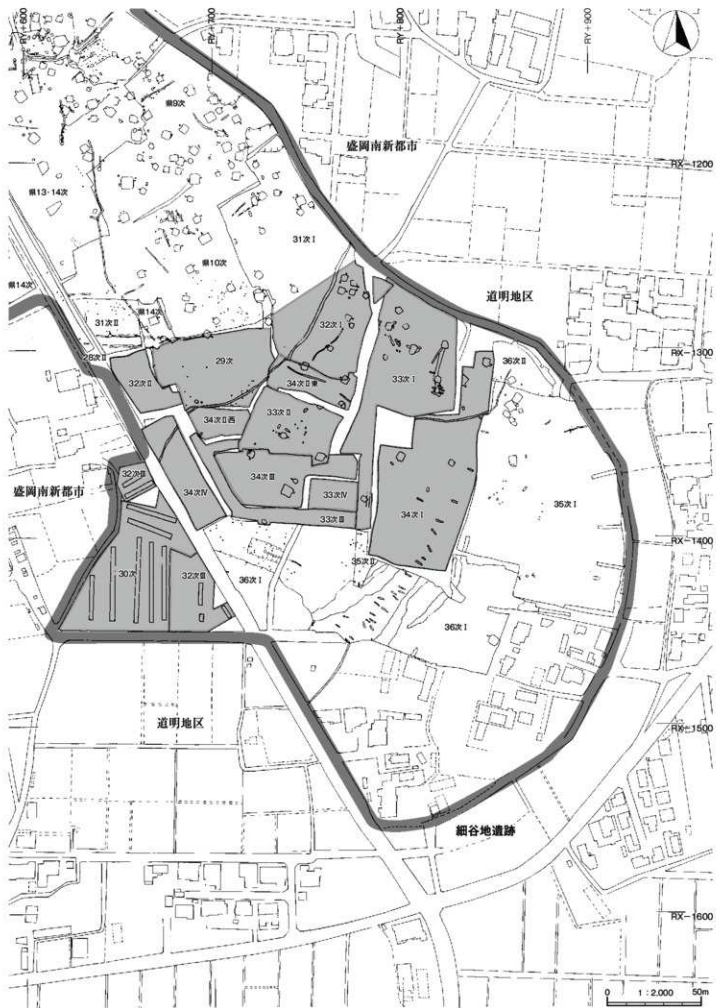 RY+600
RY+700
RY+800
RY+900
県9次
盛岡南新都市
RX-1200
県13・14次
31次Ⅰ
県10次
県14次
道明地区
31次Ⅱ
県14次
28次Ⅱ
32次Ⅰ
RX-1300
29次
36次Ⅱ
32次Ⅱ
34次Ⅱ東
33次Ⅰ
34次Ⅱ西
33次Ⅱ
盛岡南新都市
32次Ⅲ
34次Ⅳ
34次Ⅲ
33次Ⅳ
35次Ⅰ
33次Ⅲ
34次Ⅰ
RX-1400
35次Ⅱ
30次
32次Ⅲ
36次Ⅰ
36次Ⅰ
道明地区
RX-1500
細谷地遺跡
RX-1600
0 1:2,000 50m